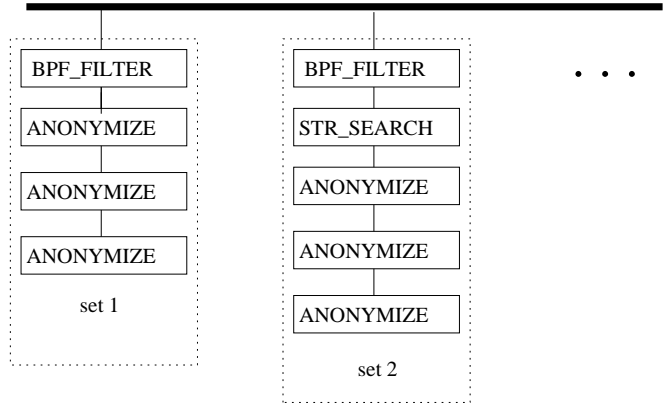 BPF_FILTER
ANONYMIZE
ANONYMIZE
ANONYMIZE
set 1
BPF_FILTER
STR_SEARCH
ANONYMIZE
ANONYMIZE
ANONYMIZE
set 2
. . .